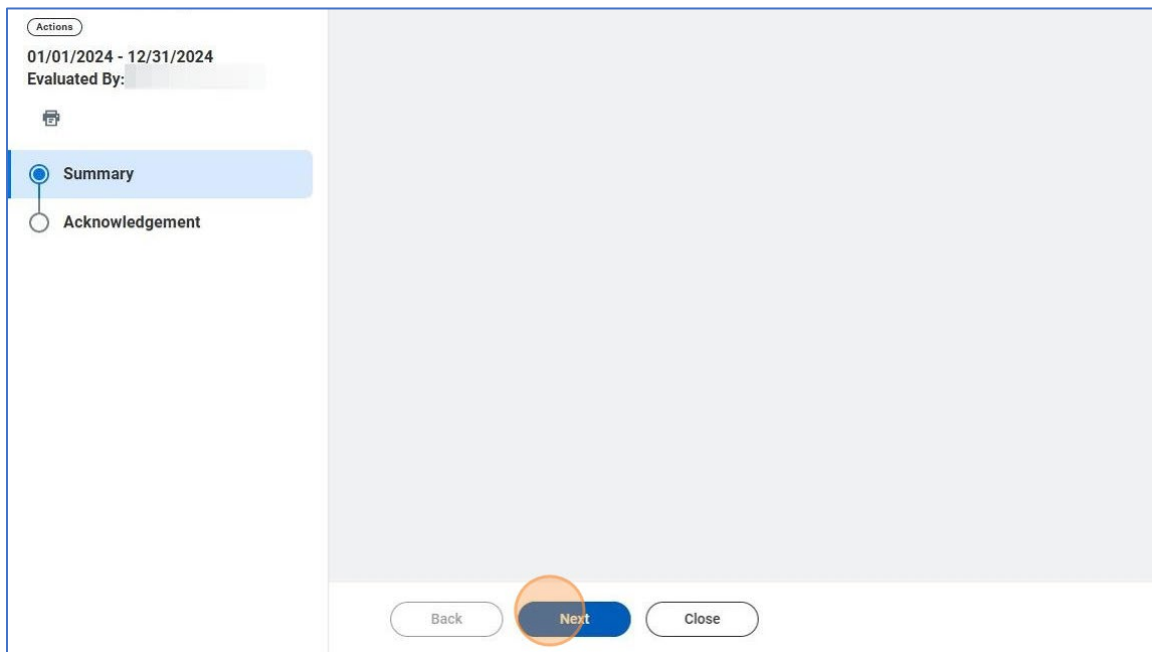 Actions
01/01/2024 - 12/31/2024
Evaluated By:
Summary
Acknowledgement
Back
Next
Close